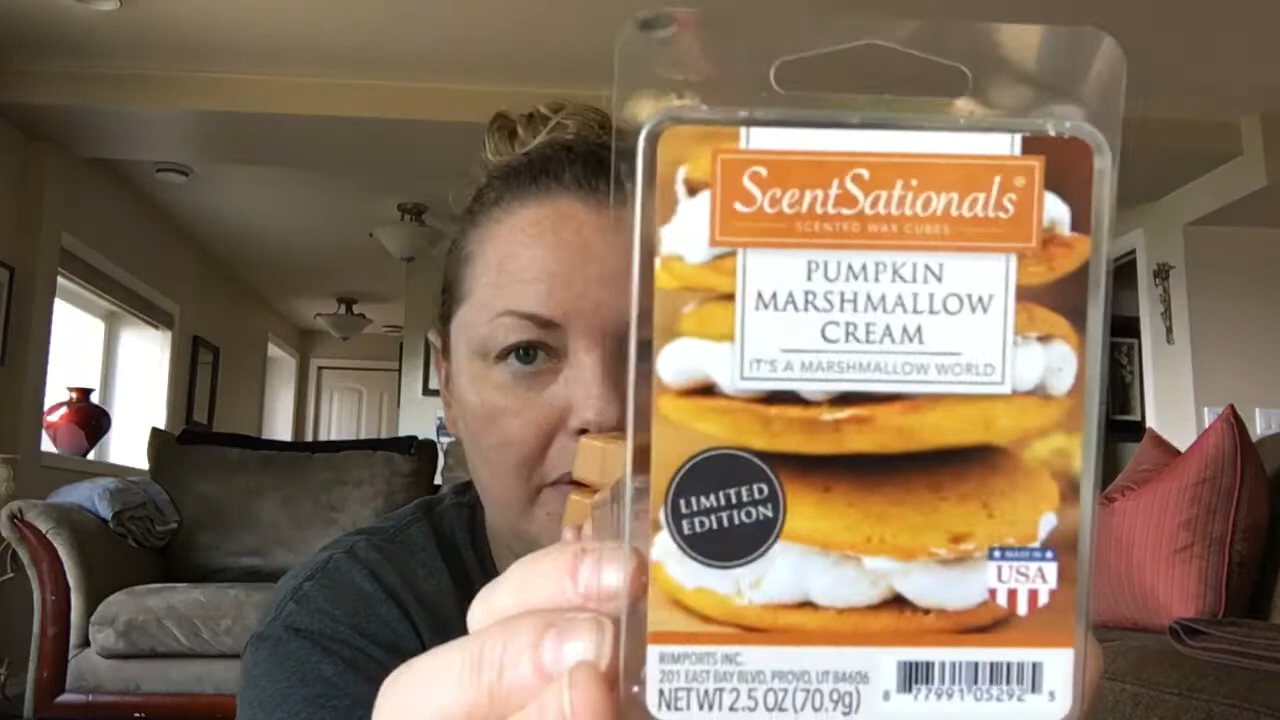 ScentSationals®
SCENTED WAX CUBES
PUMPKIN
MARSHMALLOW
CREAM
IT'S A MARSHMALLOW WORLD
LIMITED
EDITION
MADE IN
USA
RIMPORTS INC.
201 EAST BAY BLVD, PROVO, UT 84606
NET WT 2.5 OZ (70.9g)
8 77991 05292 3